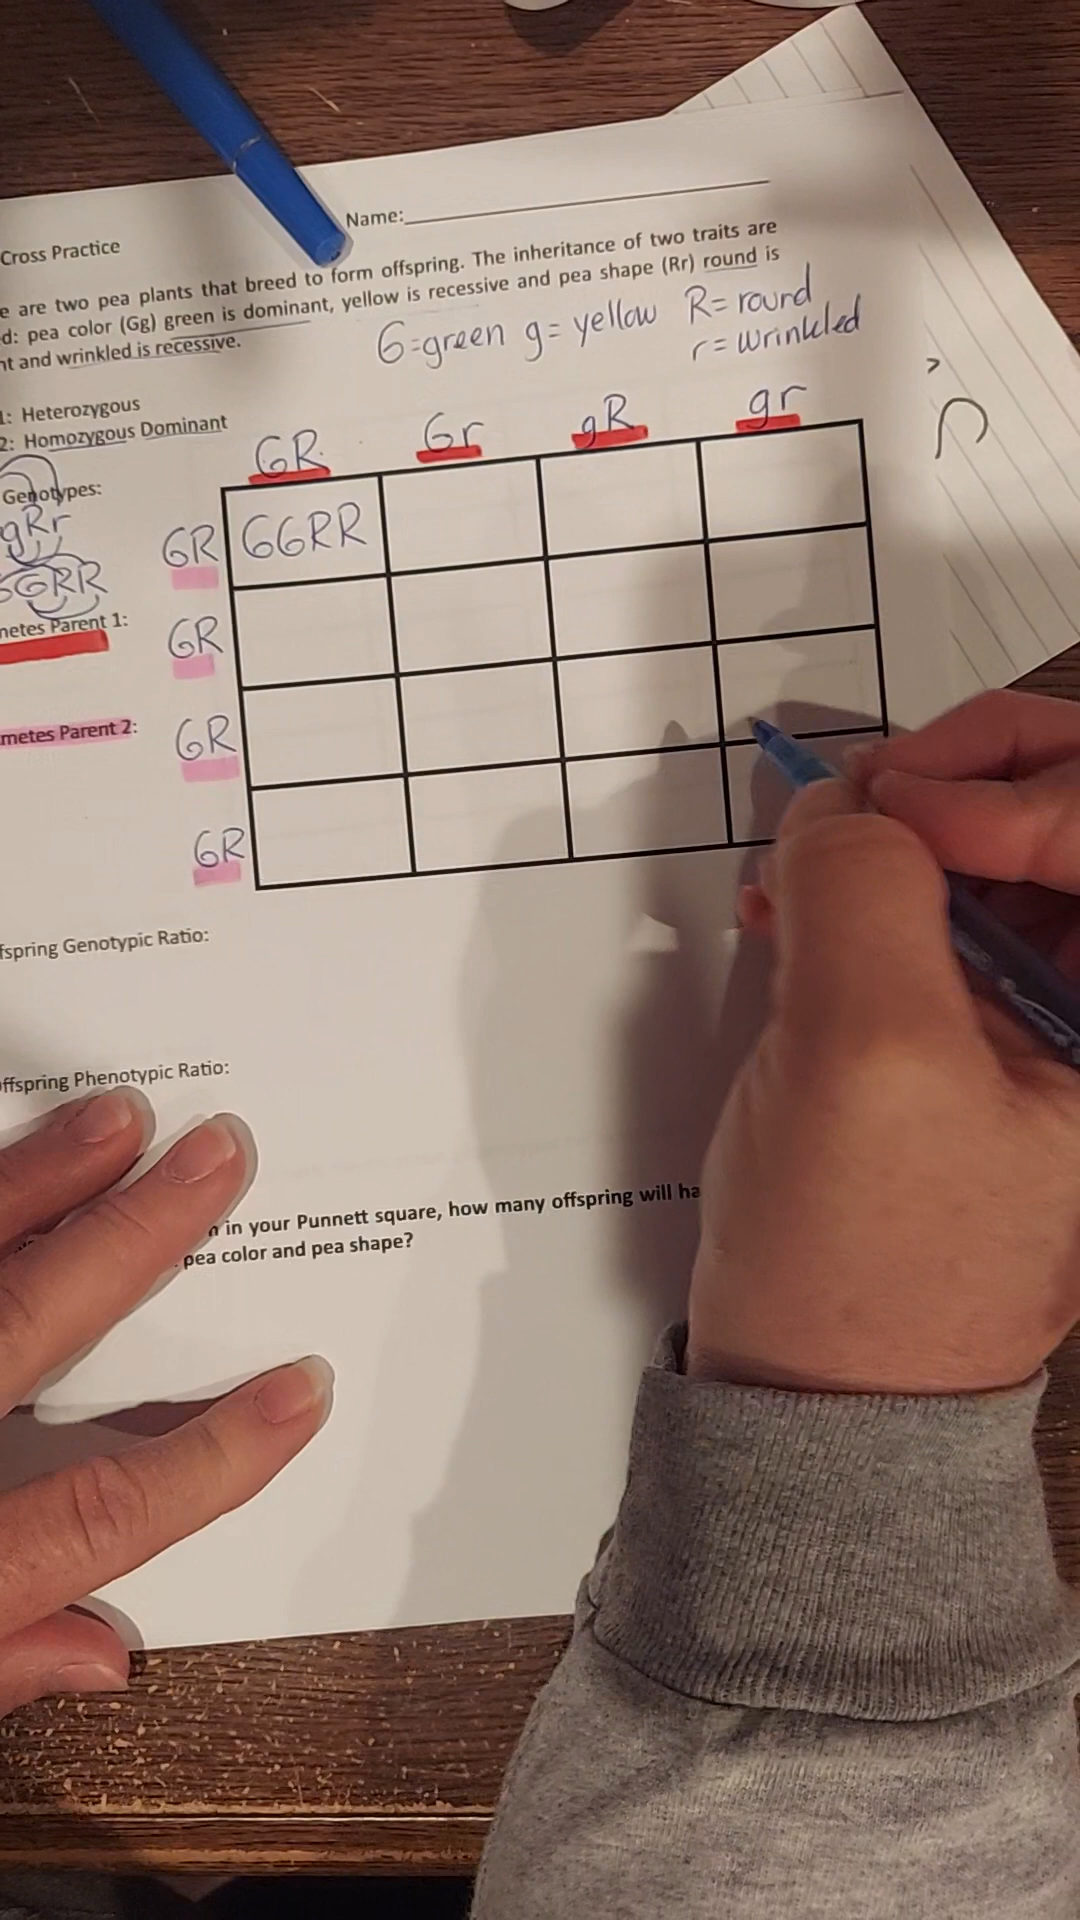 Name:
Cross Practice
e are two pea plants that breed to form offspring. The inheritance of two traits are
d: pea color (Gg) green is dominant, yellow is recessive and pea shape (Rr) round is
nt and wrinkled is recessive.
G=green g=yellow R=round
r=wrinkled
1: Heterozygous
2: Homozygous Dominant
GR Gr gR gr
Genotypes:
gRr
GR GGRR
GGRR
GR
netes Parent 1:
metes Parent 2:
GR
GR
fspring Genotypic Ratio:
ffspring Phenotypic Ratio:
n in your Punnett square, how many offspring will ha
pea color and pea shape?